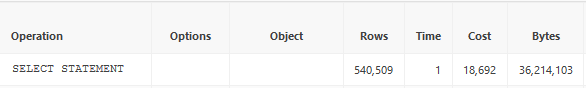 Operation Options Object Rows Time Cost Bytes
SELECT STATEMENT 540,509 1 18,692 36,214,103